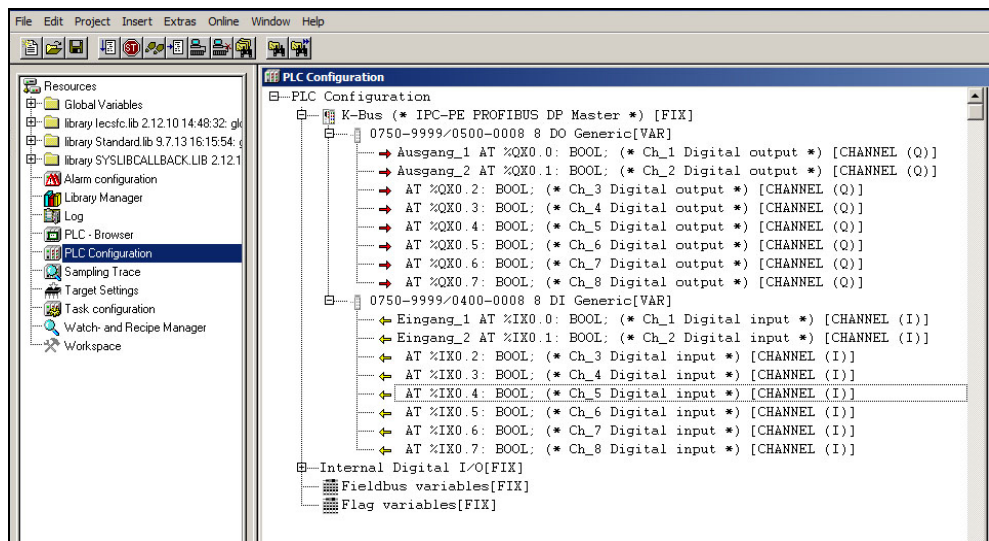 File Edit Project Insert Extras Online Window Help
Resources
Global Variables
library Iecsfc.lib 2.12.10 14:48:32: glo
library Standard.lib 9.7.13 16:15:54: g
library SYSLIBCALLBACK.LIB 2.12.1
Alarm configuration
Library Manager
Log
PLC - Browser
PLC Configuration
Sampling Trace
Target Settings
Task configuration
Watch- and Recipe Manager
Workspace
PLC Configuration
PLC Configuration
K-Bus (* IPC-PE PROFIBUS DP Master *) [FIX]
0750-9999/0500-0008 8 DO Generic[VAR]
Ausgang_1 AT %QX0.0: BOOL; (* Ch_1 Digital output *) [CHANNEL (Q)]
Ausgang_2 AT %QX0.1: BOOL; (* Ch_2 Digital output *) [CHANNEL (Q)]
AT %QX0.2: BOOL; (* Ch_3 Digital output *) [CHANNEL (Q)]
AT %QX0.3: BOOL; (* Ch_4 Digital output *) [CHANNEL (Q)]
AT %QX0.4: BOOL; (* Ch_5 Digital output *) [CHANNEL (Q)]
AT %QX0.5: BOOL; (* Ch_6 Digital output *) [CHANNEL (Q)]
AT %QX0.6: BOOL; (* Ch_7 Digital output *) [CHANNEL (Q)]
AT %QX0.7: BOOL; (* Ch_8 Digital output *) [CHANNEL (Q)]
0750-9999/0400-0008 8 DI Generic[VAR]
Eingang_1 AT %IX0.0: BOOL; (* Ch_1 Digital input *) [CHANNEL (I)]
Eingang_2 AT %IX0.1: BOOL; (* Ch_2 Digital input *) [CHANNEL (I)]
AT %IX0.2: BOOL; (* Ch_3 Digital input *) [CHANNEL (I)]
AT %IX0.3: BOOL; (* Ch_4 Digital input *) [CHANNEL (I)]
AT %IX0.4: BOOL; (* Ch_5 Digital input *) [CHANNEL (I)]
AT %IX0.5: BOOL; (* Ch_6 Digital input *) [CHANNEL (I)]
AT %IX0.6: BOOL; (* Ch_7 Digital input *) [CHANNEL (I)]
AT %IX0.7: BOOL; (* Ch_8 Digital input *) [CHANNEL (I)]
Internal Digital I/O[FIX]
Fieldbus variables[FIX]
Flag variables[FIX]